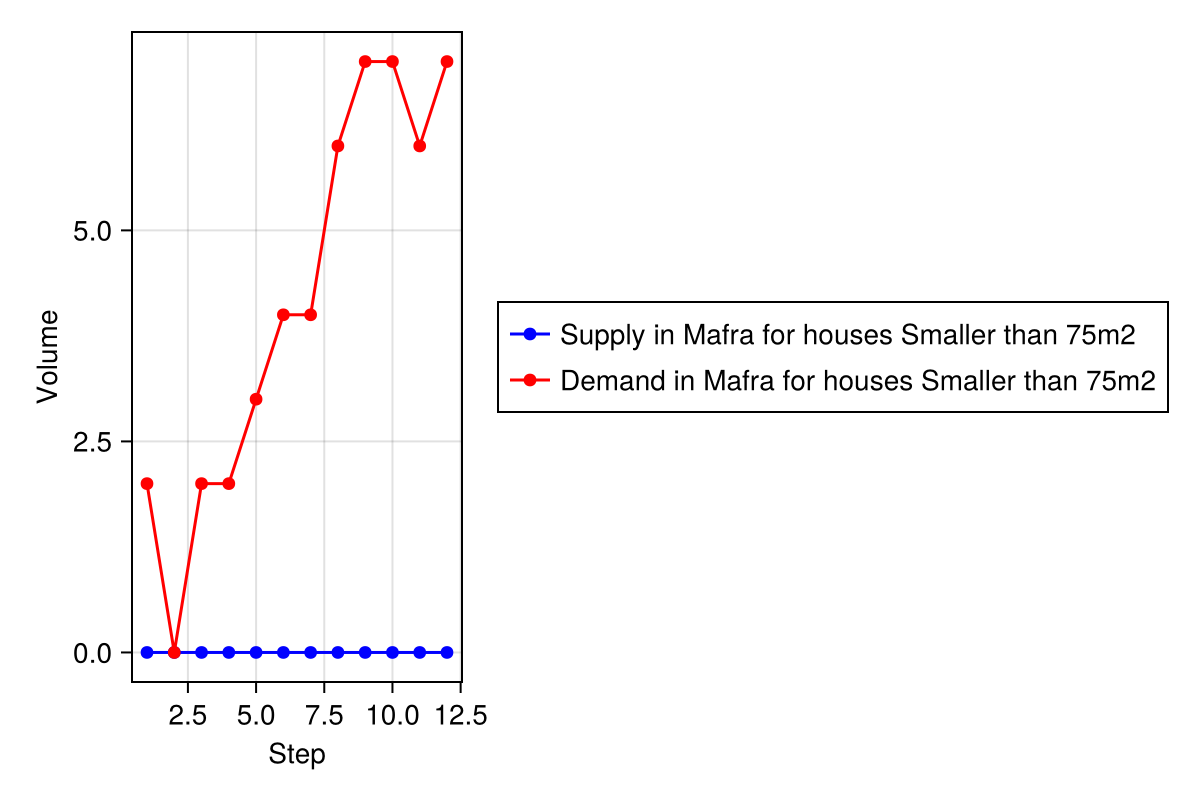 Volume
5.0
2.5
0.0
2.5 5.0 7.5 10.0 12.5
Step
Supply in Mafra for houses Smaller than 75m2
Demand in Mafra for houses Smaller than 75m2